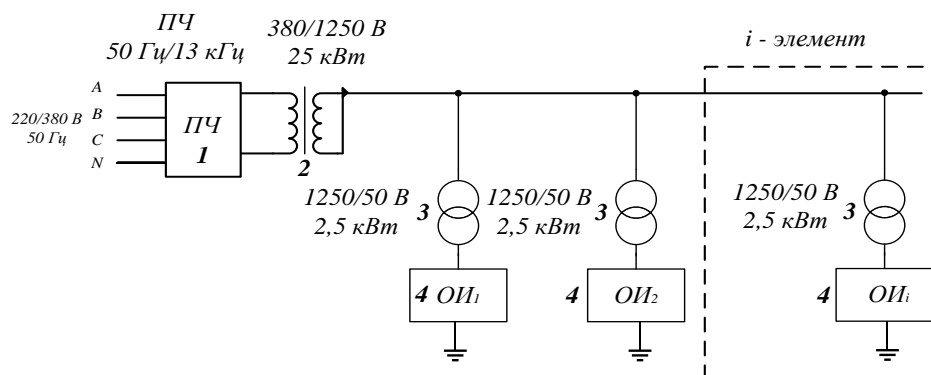 ПЧ
50 Гц/13 кГц
380/1250 В
25 кВт
i - элемент
A
B
C
N
220/380 В
50 Гц
ПЧ
1
2
1250/50 В
2,5 кВт
3
1250/50 В
2,5 кВт
3
1250/50 В
2,5 кВт
3
4 ОИ₁
4 ОИ₂
4 ОИᵢ